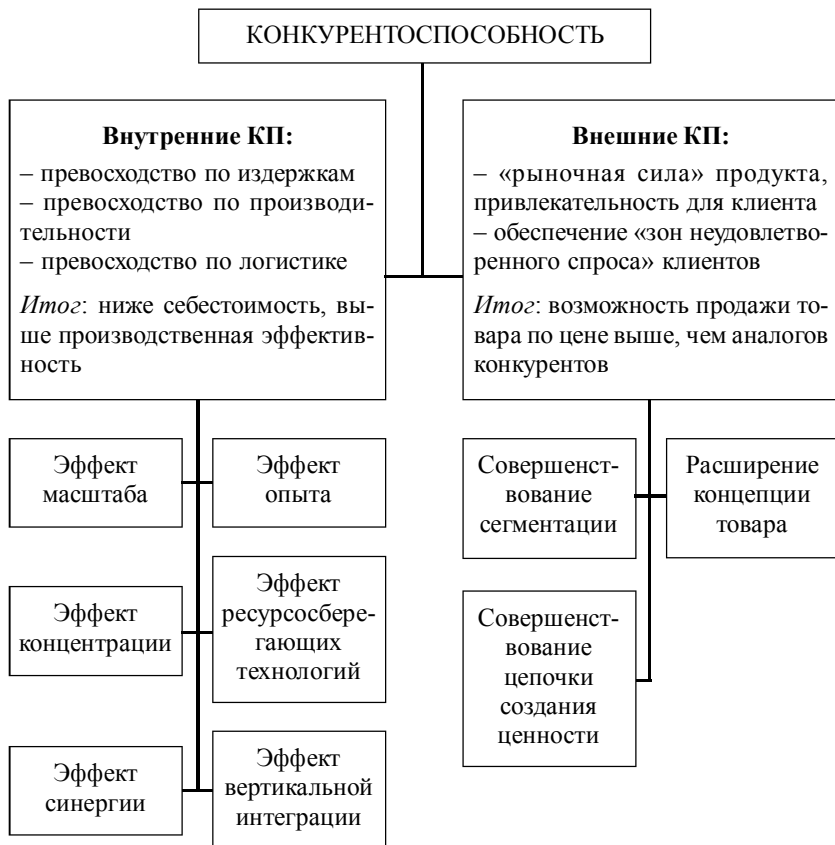 КОНКУРЕНТОСПОСОБНОСТЬ
Внутренние КП:
– превосходство по издержкам
– превосходство по производи-
тельности
– превосходство по логистике
Итог: ниже себестоимость, вы-
ше производственная эффектив-
ность
Внешние КП:
– «рыночная сила» продукта,
привлекательность для клиента
– обеспечение «зон неудовлетво-
ренного спроса» клиентов
Итог: возможность продажи то-
вара по цене выше, чем аналогов
конкурентов
Эффект
масштаба
Эффект
опыта
Эффект
концентрации
Эффект
ресурсосбере-
гающих
технологий
Эффект
синергии
Эффект
вертикальной
интеграции
Совершенст-
вование
сегментации
Расширение
концепции
товара
Совершенст-
вование
цепочки
создания
ценности